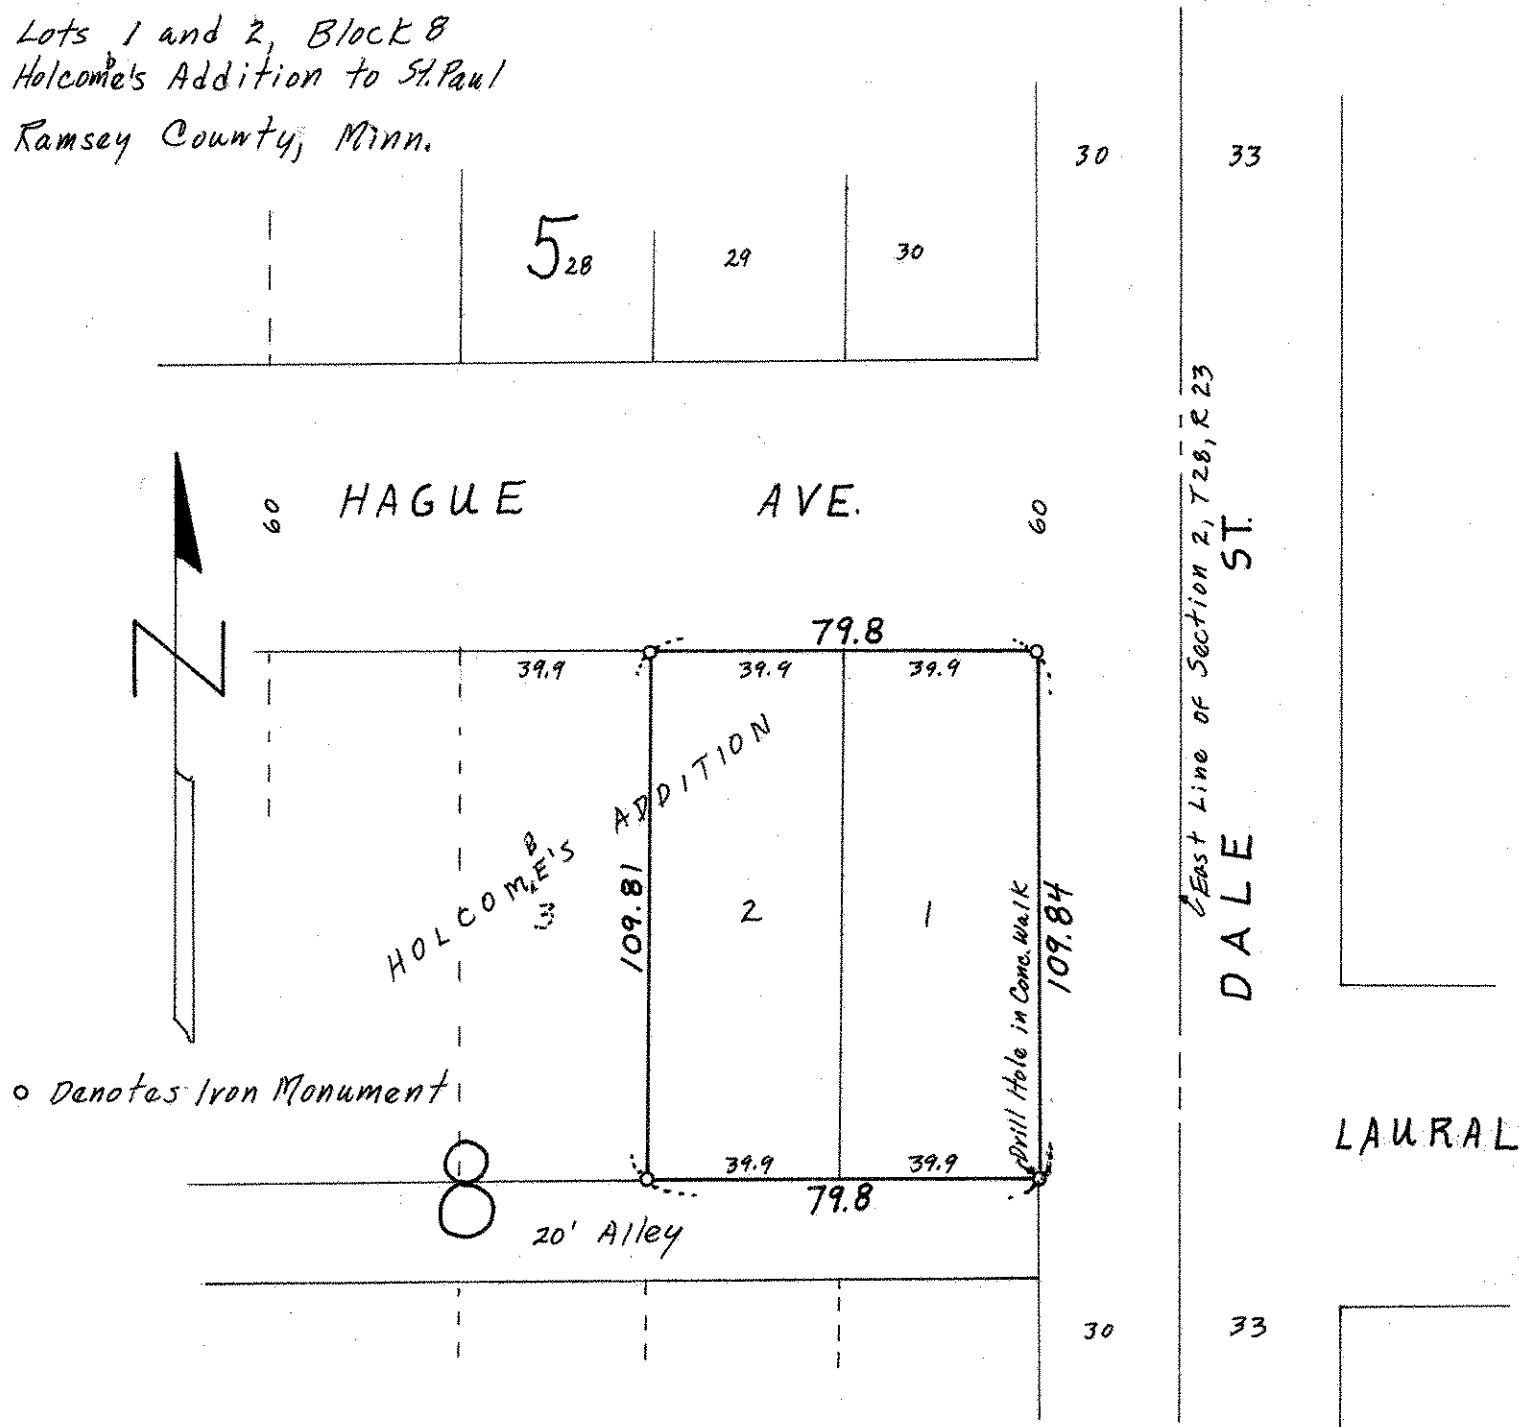 Lots 1 and 2, Block 8
Holcombe's Addition to St. Paul
Ramsey County, Minn.
30
33
5
28
29
30
East Line of Section 2, T28, R23
60
HAGUE AVE.
60
DALE ST.
N
79.8
39.9
39.9
39.9
HOLCOMBE'S ADDITION
109.81
3
2
1
Drill Hole in Conc. Walk
109.84
o Denotes Iron Monument
LAURAL
8
39.9
39.9
79.8
20' Alley
30
33